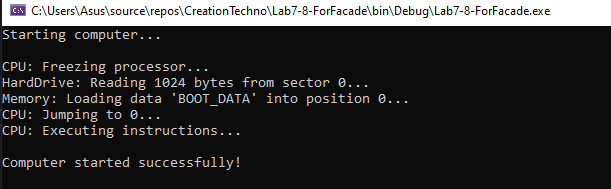 C:\Users\Asus\source\repos\CreationTechno\Lab7-8-ForFacade\bin\Debug\Lab7-8-ForFacade.exe
Starting computer...
CPU: Freezing processor...
HardDrive: Reading 1024 bytes from sector 0...
Memory: Loading data 'BOOT_DATA' into position 0...
CPU: Jumping to 0...
CPU: Executing instructions...
Computer started successfully!